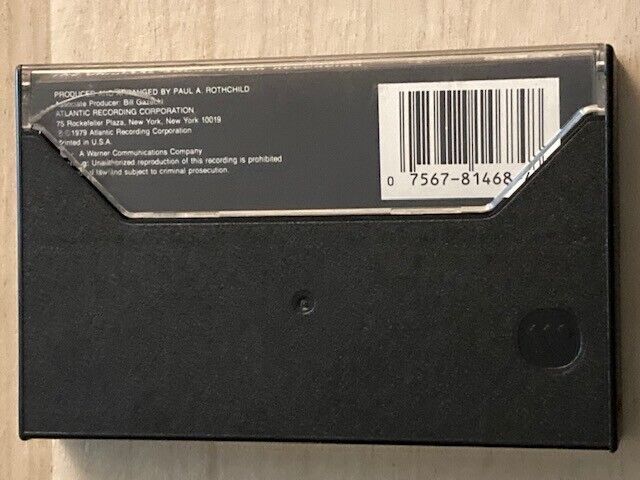 PRODUCED AND ARRANGED BY PAUL A. ROTHCHILD
Associate Producer: Bill Gazecki
ATLANTIC RECORDING CORPORATION
75 Rockefeller Plaza, New York, New York 10019
℗©1979 Atlantic Recording Corporation
Printed in U.S.A.
A Warner Communications Company
Unauthorized reproduction of this recording is prohibited
law and subject to criminal prosecution.
0 7567-81468